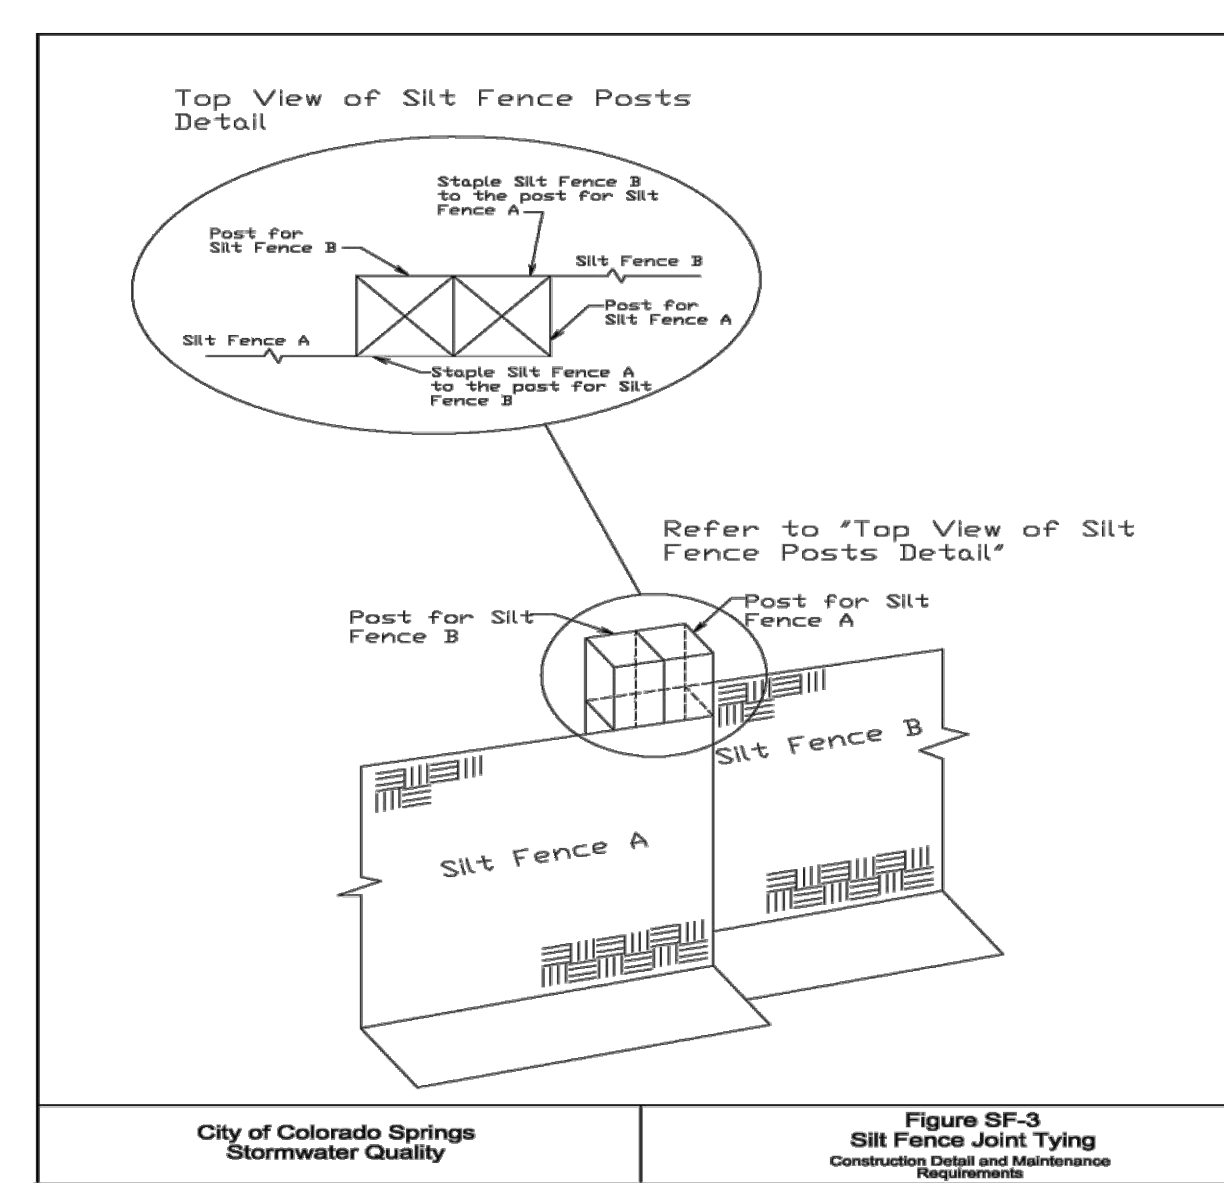 Top View of Silt Fence Posts
Detail
Staple Silt Fence B
to the post for Silt
Fence A
Post for
Silt Fence B
Silt Fence B
Post for
Silt Fence A
Silt Fence A
Staple Silt Fence A
to the post for Silt
Fence B
Refer to "Top View of Silt
Fence Posts Detail"
Post for Silt
Fence B
Post for Silt
Fence A
Silt Fence B
Silt Fence A
City of Colorado Springs
Stormwater Quality
Figure SF-3
Silt Fence Joint Tying
Construction Detail and Maintenance
Requirements